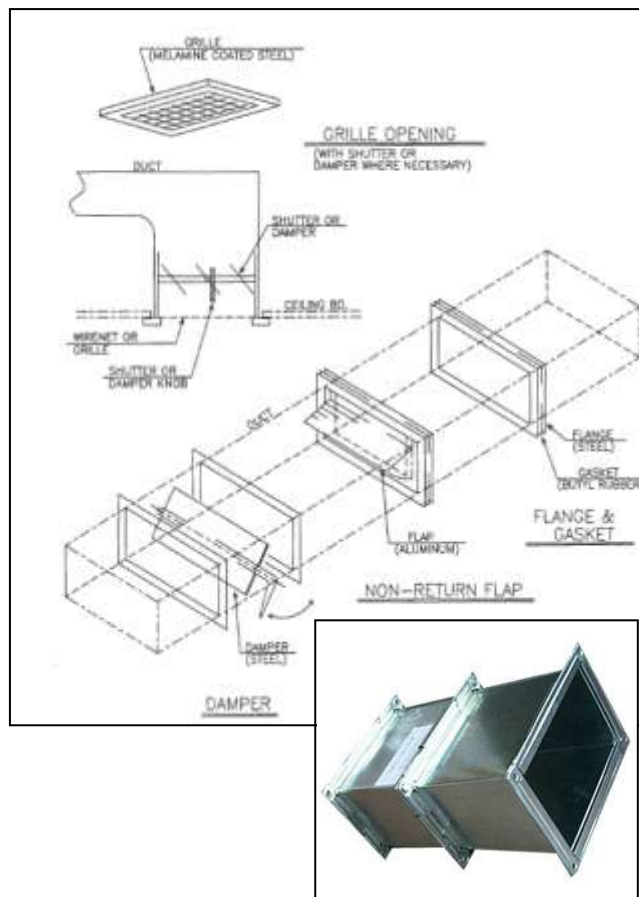 GRILLE
(MELAMINE COATED STEEL)
GRILLE OPENING
(WITH SHUTTER OR
DAMPER WHERE NECESSARY)
DUCT
SHUTTER OR
DAMPER
CEILING BD.
WIRENET OR
GRILLE
SHUTTER OR
DAMPER KNOB
DUCT
FLANGE
(STEEL)
GASKET
(BUTYL RUBBER
FLANGE &
GASKET
FLAP
(ALUMINUM)
NON-RETURN FLAP
DAMPER
(STEEL)
DAMPER